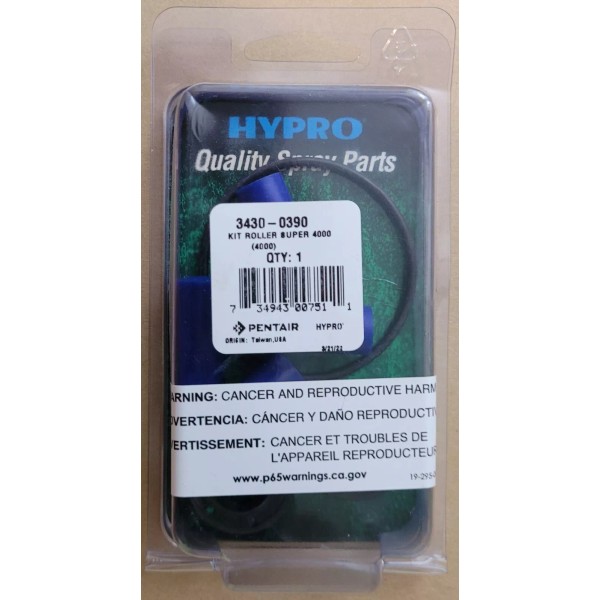 HYPRO
Quality Spray Parts
3430-0390
KIT ROLLER SUPER 4000
(4000)
QTY: 1
7 34943 00751 1
PENTAIR HYPRO
ORIGIN: Taiwan,USA
ARNING: CANCER AND REPRODUCTIVE HARM
DVERTENCIA: CÁNCER Y DAÑO REPRODUCTIV
VERTISSEMENT: CANCER ET TROUBLES DE
L'APPAREIL REPRODUCTEUR
www.p65warnings.ca.gov